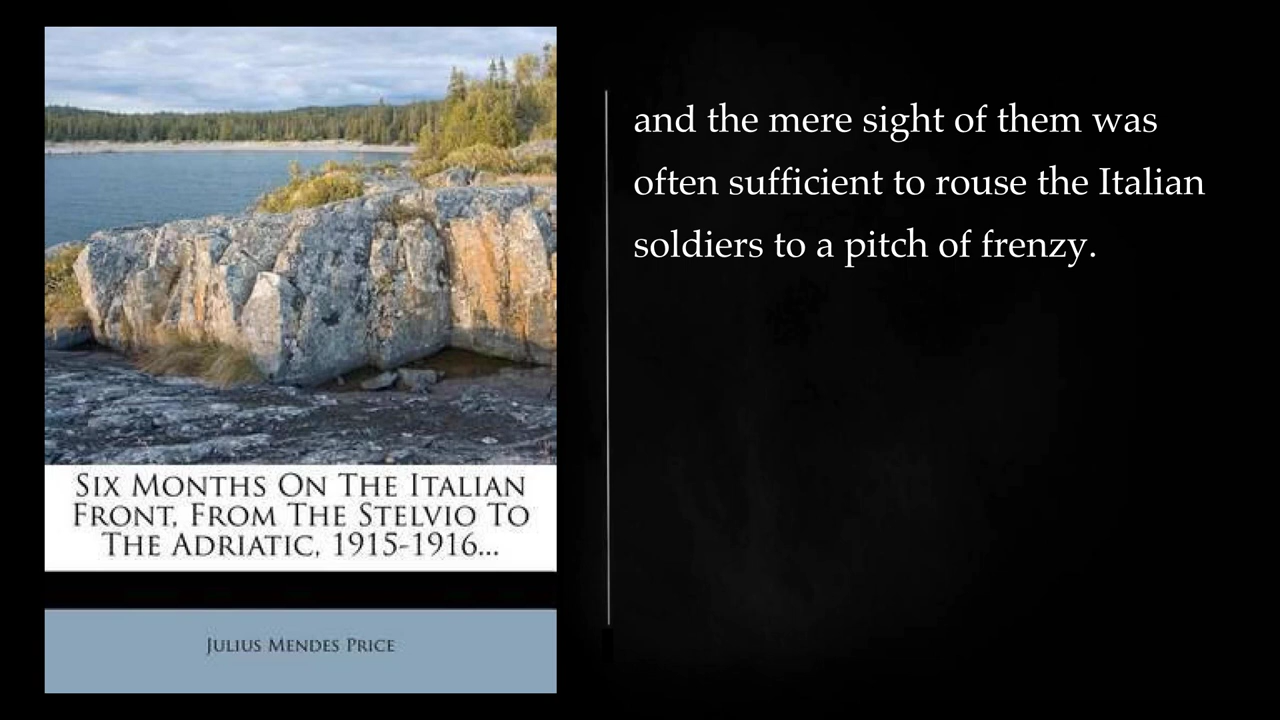 Six Months On The Italian
Front, From The Stelvio To
The Adriatic, 1915-1916...
Julius Mendes Price
and the mere sight of them was
often sufficient to rouse the Italian
soldiers to a pitch of frenzy.